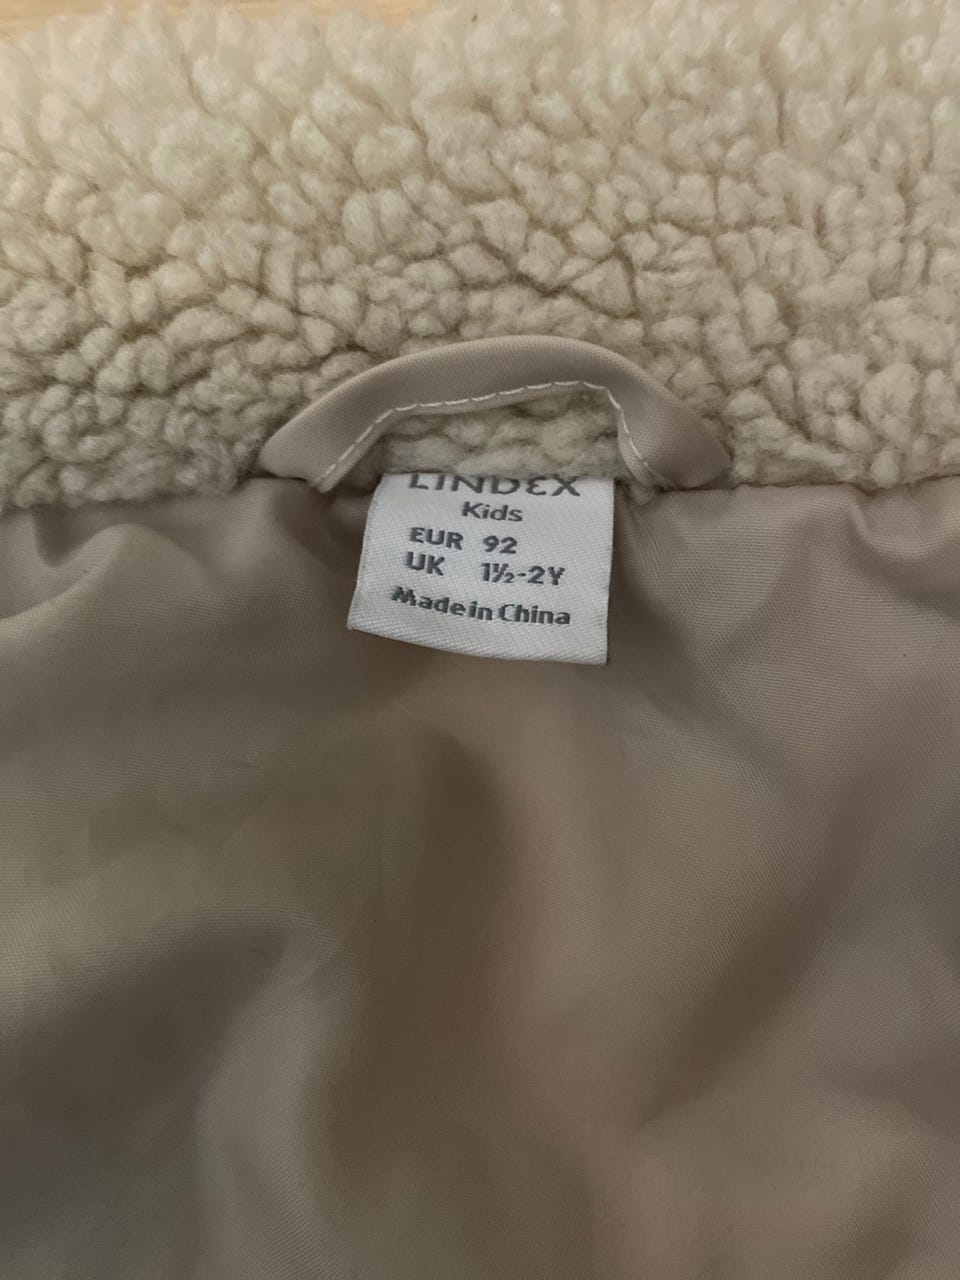 LINDEX
Kids
EUR 92
UK 1½-2Y
Made in China